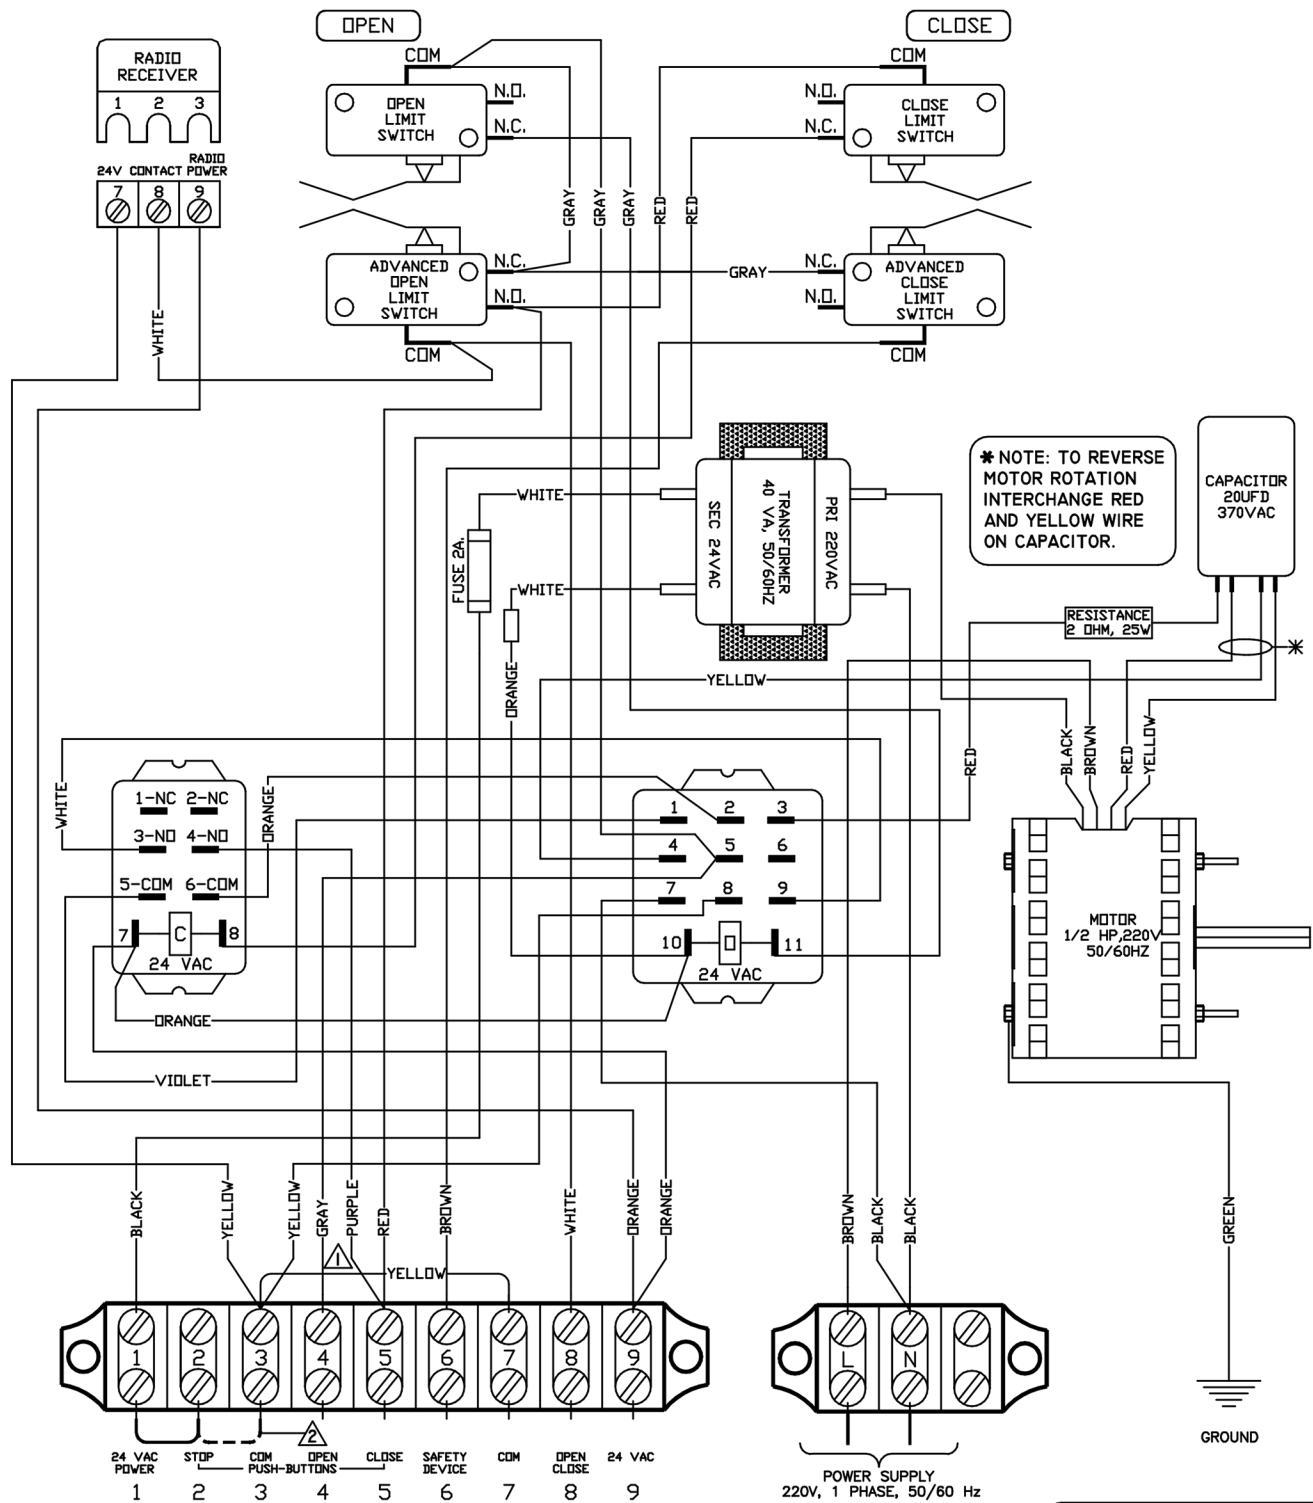 OPEN
CLOSE
RADIO
RECEIVER
1 2 3
24V CONTACT RADIO
POWER
7 8 9
COM
N.O.
N.C.
OPEN
LIMIT
SWITCH
COM
N.O.
N.C.
CLOSE
LIMIT
SWITCH
GRAY
GRAY
GRAY
RED
RED
ADVANCED
OPEN
LIMIT
SWITCH
N.C.
N.O.
COM
GRAY
N.C.
N.O.
ADVANCED
CLOSE
LIMIT
SWITCH
COM
WHITE
WHITE
FUSE 2A.
WHITE
ORANGE
SEC 24VAC
TRANSFORMER
40 VA, 50/60HZ
PRI 220VAC
* NOTE: TO REVERSE
MOTOR ROTATION
INTERCHANGE RED
AND YELLOW WIRE
ON CAPACITOR.
CAPACITOR
20UFD
370VAC
RESISTANCE
2 OHM, 25W
*
YELLOW
RED
BLACK
BROWN
RED
YELLOW
WHITE
ORANGE
1-NC 2-NC
3-NO 4-NO
5-COM 6-COM
7 C 8
24 VAC
1 2 3
4 5 6
7 8 9
10 O 11
24 VAC
MOTOR
1/2 HP,220V
50/60HZ
ORANGE
VIOLET
BLACK
YELLOW
YELLOW
GRAY
PURPLE
RED
BROWN
WHITE
ORANGE
ORANGE
BROWN
BLACK
BLACK
GREEN
1
YELLOW
1 2 3 4 5 6 7 8 9
L N
2
GROUND
24 VAC
POWER
STOP
COM
OPEN
CLOSE
PUSH-BUTTONS
SAFETY
DEVICE
COM
OPEN
CLOSE
24 VAC
1 2 3 4 5 6 7 8 9
POWER SUPPLY
220V, 1 PHASE, 50/60 Hz